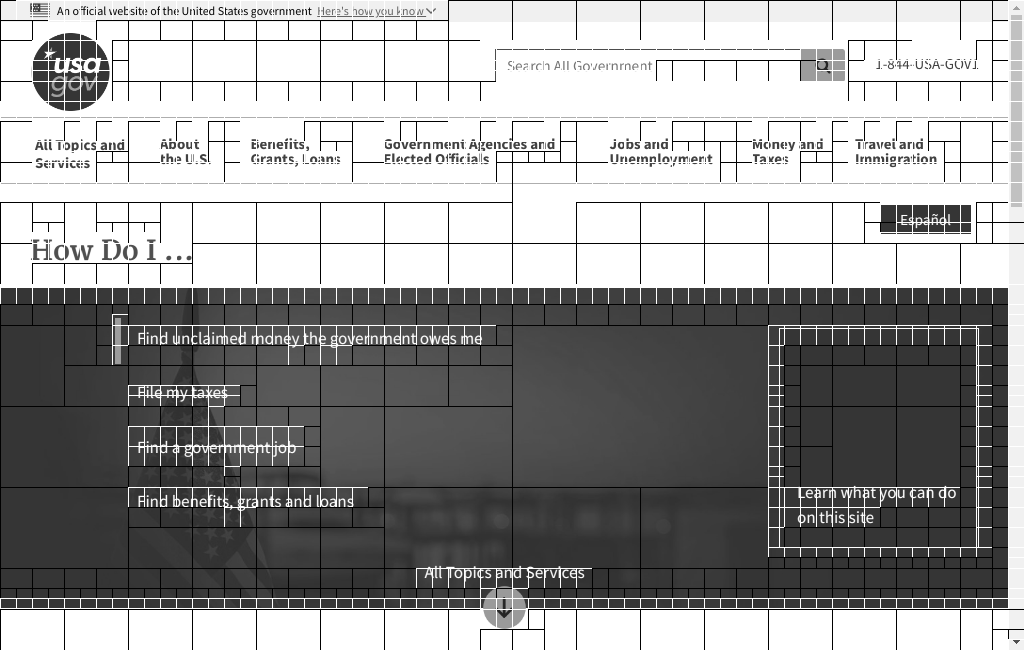 An official website of the United States government Here's how you know
usa
gov
Search All Government
1-844-USA-GOV1
All Topics and
Services
About
the U.S.
Benefits,
Grants, Loans
Government Agencies and
Elected Officials
Jobs and
Unemployment
Money and
Taxes
Travel and
Immigration
Español
How Do I …
Find unclaimed money the government owes me
File my taxes
Find a government job
Find benefits, grants and loans
Learn what you can do
on this site
All Topics and Services